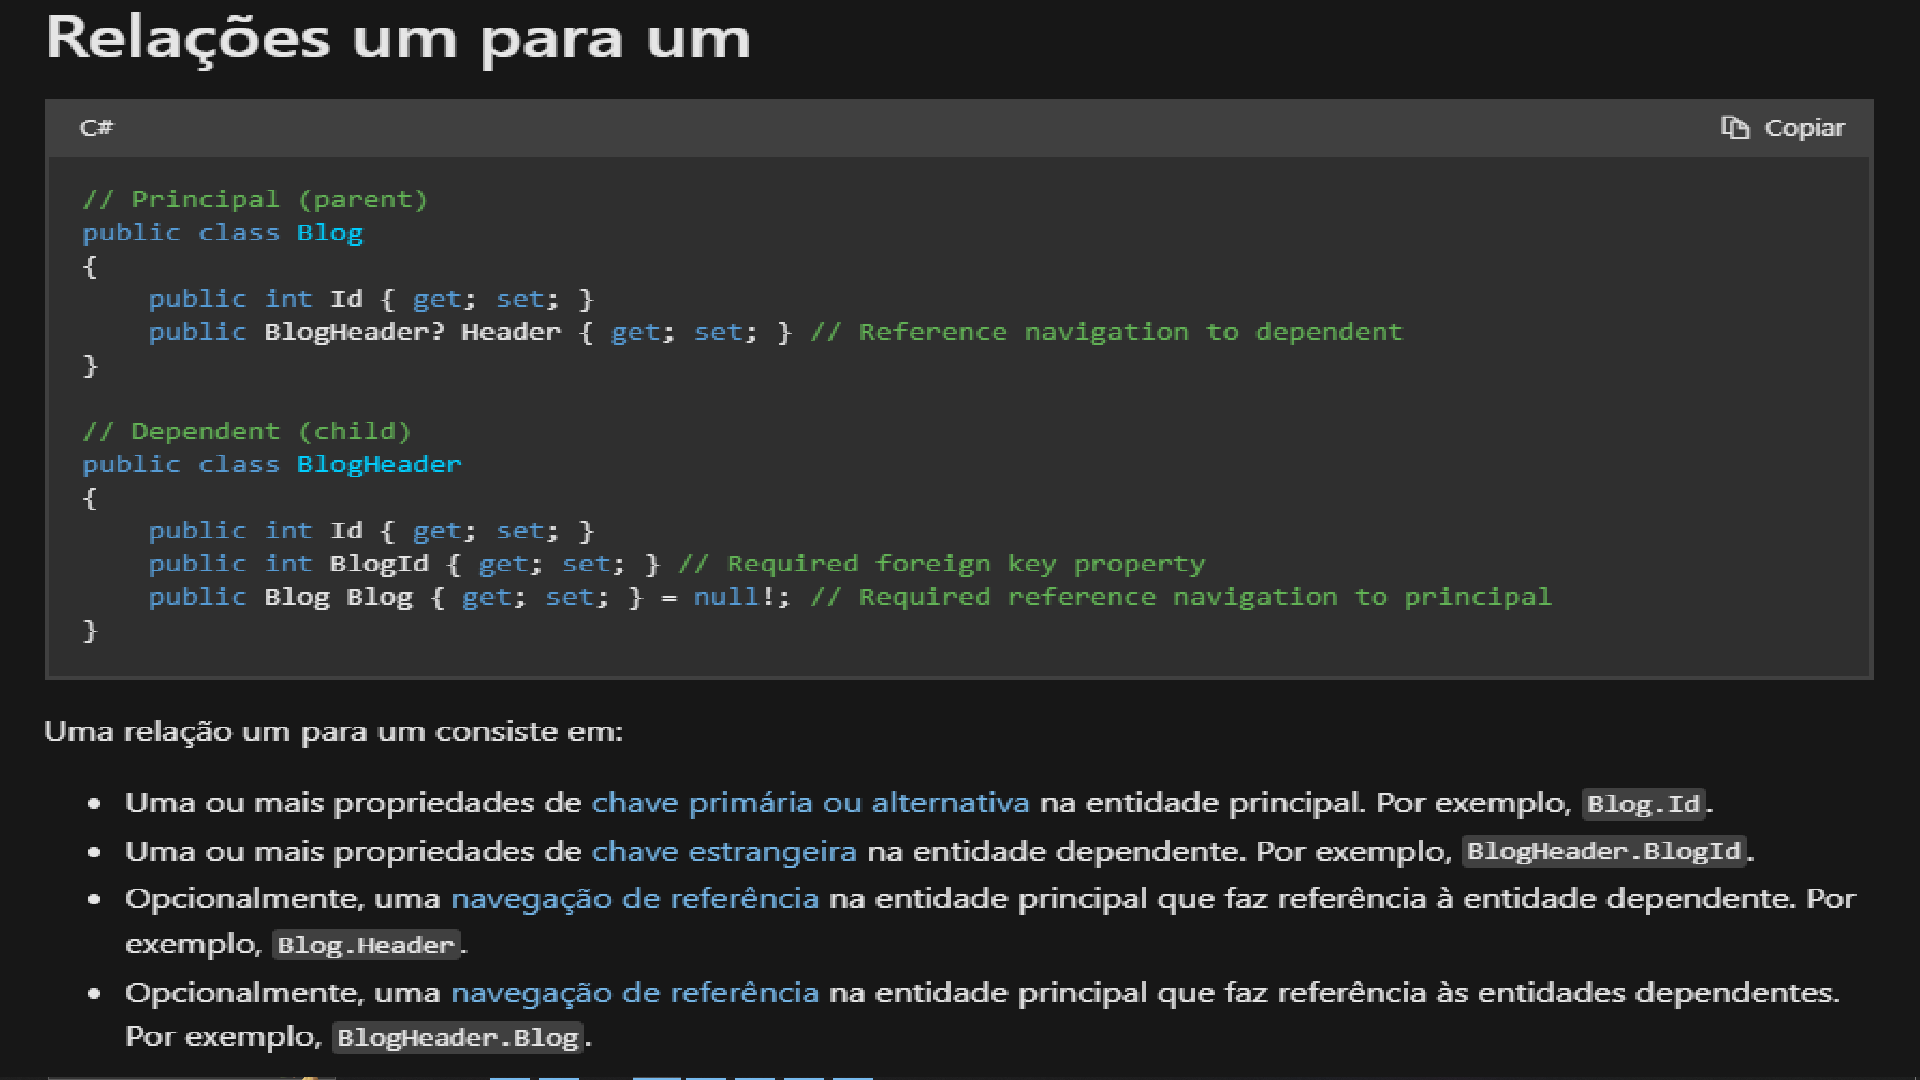 Relações um para um
C#
Copiar
// Principal (parent)
public class Blog
{
    public int Id { get; set; }
    public BlogHeader? Header { get; set; } // Reference navigation to dependent
}
// Dependent (child)
public class BlogHeader
{
    public int Id { get; set; }
    public int BlogId { get; set; } // Required foreign key property
    public Blog Blog { get; set; } = null!; // Required reference navigation to principal
}
Uma relação um para um consiste em:
• Uma ou mais propriedades de chave primária ou alternativa na entidade principal. Por exemplo, Blog.Id.
• Uma ou mais propriedades de chave estrangeira na entidade dependente. Por exemplo, BlogHeader.BlogId.
• Opcionalmente, uma navegação de referência na entidade principal que faz referência à entidade dependente. Por
exemplo, Blog.Header.
• Opcionalmente, uma navegação de referência na entidade principal que faz referência às entidades dependentes.
Por exemplo, BlogHeader.Blog.